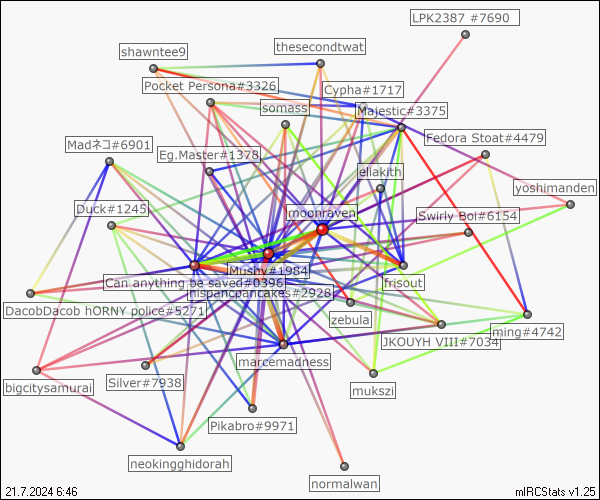 LPK2387 #7690
thesecondtwat
shawntee9
Pocket Persona#3326
Cypha#1717
somass
Majestic#3375
Fedora Stoat#4479
Madネコ#6901
Eg.Master#1378
eliakith
yoshimanden
Duck#1245
moonraven
Swirly Boi#6154
Mushy#1984
Can anything be saved#0396
frisout
nispancpancakes#2928
DacobDacob hORNY police#5271
zebula
ming#4742
JKOUYH VIII#7034
marcemadness
bigcitysamurai
Silver#7938
mukszi
Pikabro#9971
neokingghidorah
normalwan
21.7.2024 6:46
mIRCStats v1.25